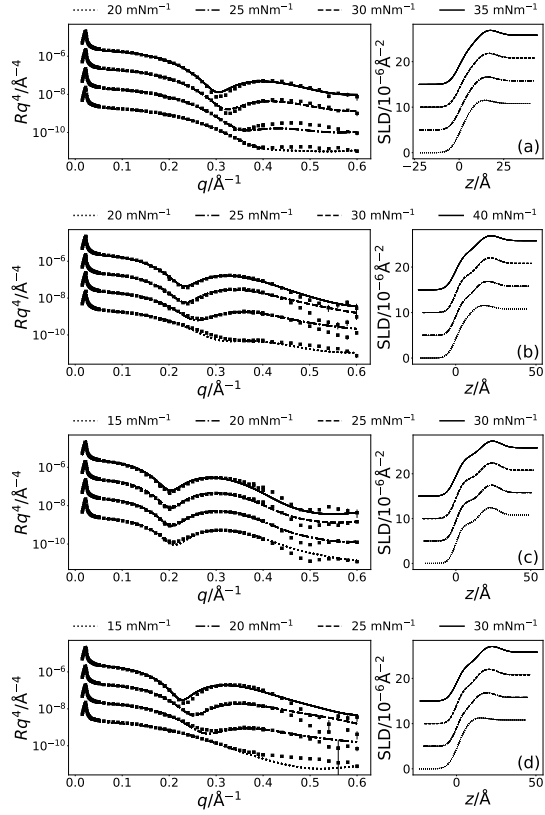 20 mNm⁻¹ 25 mNm⁻¹ 30 mNm⁻¹ 35 mNm⁻¹
Rq⁴/Å⁻⁴
10⁻⁶
10⁻⁸
10⁻¹⁰
0.0 0.1 0.2 0.3 0.4 0.5 0.6
q/Å⁻¹
SLD/10⁻⁶Å⁻²
20
10
0
−25 0 25 50
z/Å
(a)
20 mNm⁻¹ 25 mNm⁻¹ 30 mNm⁻¹ 40 mNm⁻¹
Rq⁴/Å⁻⁴
10⁻⁶
10⁻⁸
10⁻¹⁰
0.0 0.1 0.2 0.3 0.4 0.5 0.6
q/Å⁻¹
SLD/10⁻⁶Å⁻²
20
10
0
0 50
z/Å
(b)
15 mNm⁻¹ 20 mNm⁻¹ 25 mNm⁻¹ 30 mNm⁻¹
Rq⁴/Å⁻⁴
10⁻⁶
10⁻⁸
10⁻¹⁰
0.0 0.1 0.2 0.3 0.4 0.5 0.6
q/Å⁻¹
SLD/10⁻⁶Å⁻²
20
10
0
0 50
z/Å
(c)
15 mNm⁻¹ 20 mNm⁻¹ 25 mNm⁻¹ 30 mNm⁻¹
Rq⁴/Å⁻⁴
10⁻⁶
10⁻⁸
10⁻¹⁰
0.0 0.1 0.2 0.3 0.4 0.5 0.6
q/Å⁻¹
SLD/10⁻⁶Å⁻²
20
10
0
0 50
z/Å
(d)